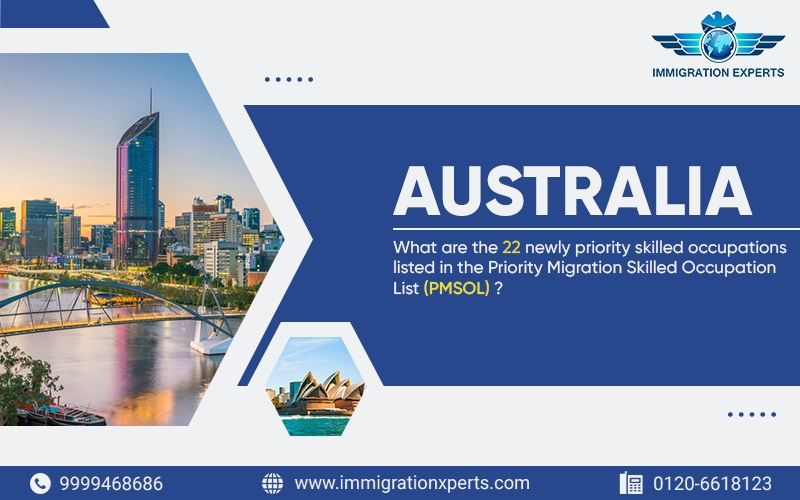 IMMIGRATION EXPERTS
AUSTRALIA
What are the 22 newly priority skilled occupations
listed in the Priority Migration Skilled Occupation
List (PMSOL) ?
9999468686
www.immigrationxperts.com
0120-6618123